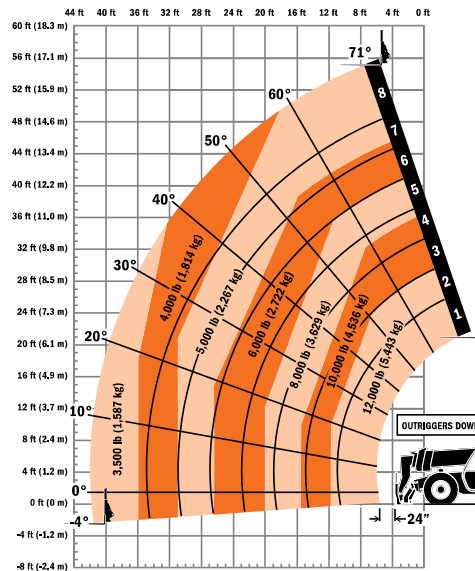 44 ft 40 ft 36 ft 32 ft 28 ft 24 ft 20 ft 16 ft 12 ft 8 ft 4 ft 0 ft
60 ft (18.3 m)
56 ft (17.1 m)
52 ft (15.9 m)
48 ft (14.6 m)
44 ft (13.4 m)
40 ft (12.2 m)
36 ft (11.0 m)
32 ft (9.8 m)
28 ft (8.5 m)
24 ft (7.3 m)
20 ft (6.1 m)
16 ft (4.9 m)
12 ft (3.7 m)
8 ft (2.4 m)
4 ft (1.2 m)
0 ft (0 m)
-4 ft (-1.2 m)
-8 ft (-2.4 m)
71°
60°
50°
40°
30°
20°
10°
0°
-4°
8
7
6
5
4
3
2
1
3,500 lb (1,587 kg)
4,000 lb (1,814 kg)
5,000 lb (2,267 kg)
6,000 lb (2,722 kg)
8,000 lb (3,629 kg)
10,000 lb (4,536 kg)
12,000 lb (5,443 kg)
OUTRIGGERS DOW
24"